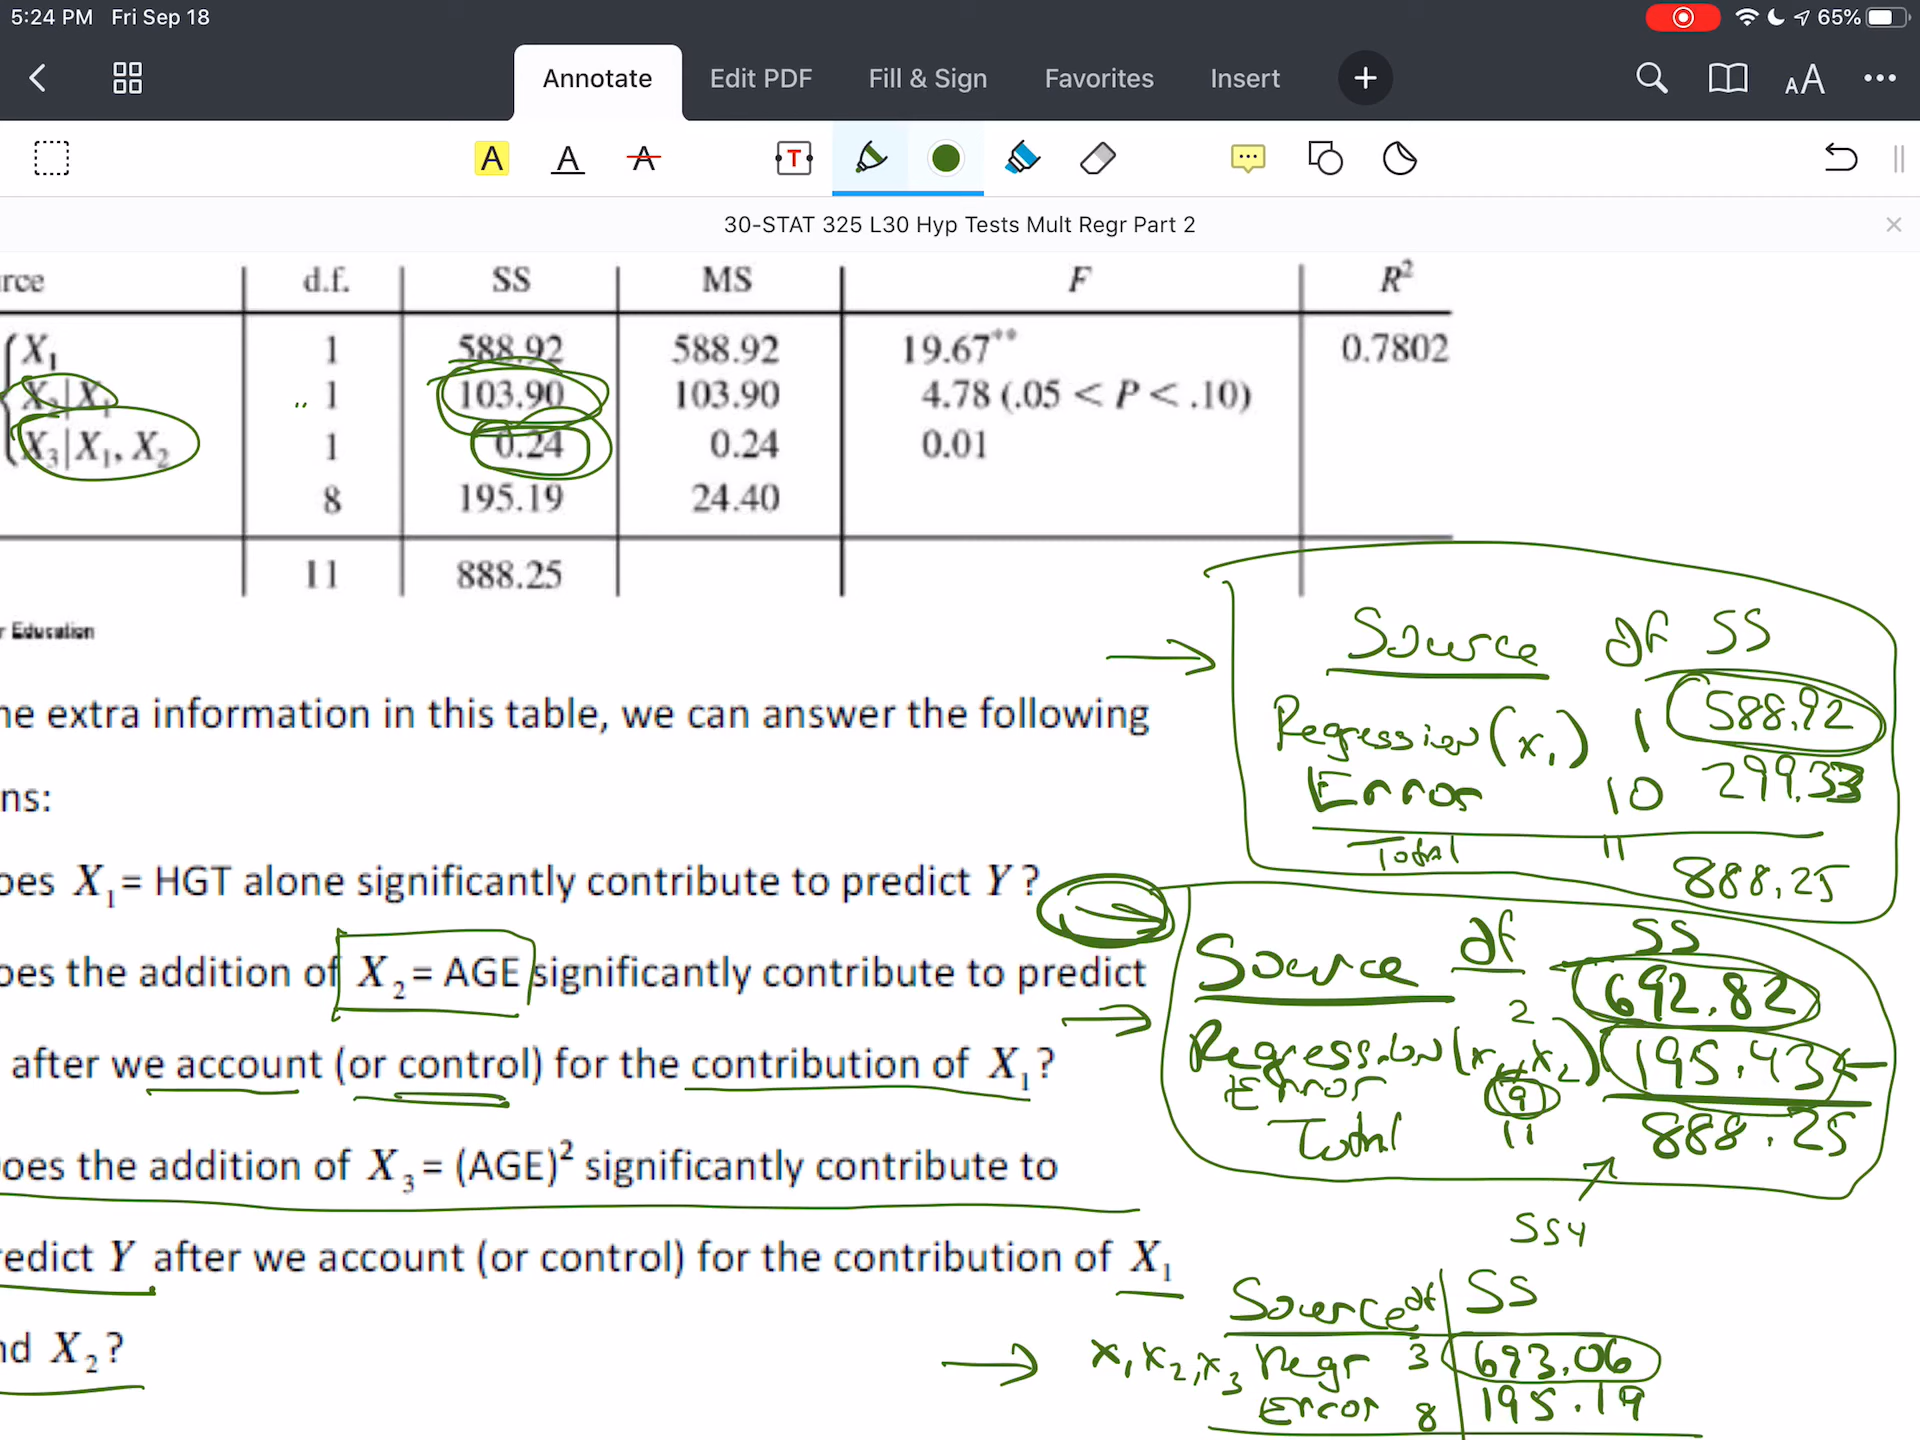 5:24 PM Fri Sep 18
65%
Annotate Edit PDF Fill & Sign Favorites Insert
AA
A A A T
30-STAT 325 L30 Hyp Tests Mult Regr Part 2
rce d.f. SS MS F R²
X₁ 1 588.92 588.92 19.67** 0.7802
X₂|X₁ 1 103.90 103.90 4.78 (.05 < P < .10)
X₃|X₁, X₂ 1 0.24 0.24 0.01
8 195.19 24.40
11 888.25
r Education
Source df SS
Regression (x₁) 1 588.92
Error 10 299.33
Total 11 888.25
ne extra information in this table, we can answer the following
ns:
oes X₁= HGT alone significantly contribute to predict Y?
oes the addition of X₂= AGE significantly contribute to predict
after we account (or control) for the contribution of X₁?
oes the addition of X₃= (AGE)² significantly contribute to
redict Y after we account (or control) for the contribution of X₁
nd X₂?
Source df SS
Regression (x₁, x₂) 2 692.82
Error 9 195.43
Total 11 888.25
SSY
Source df SS
x₁ x₂, x₃ Regr 3 693.06
Error 8 195.19